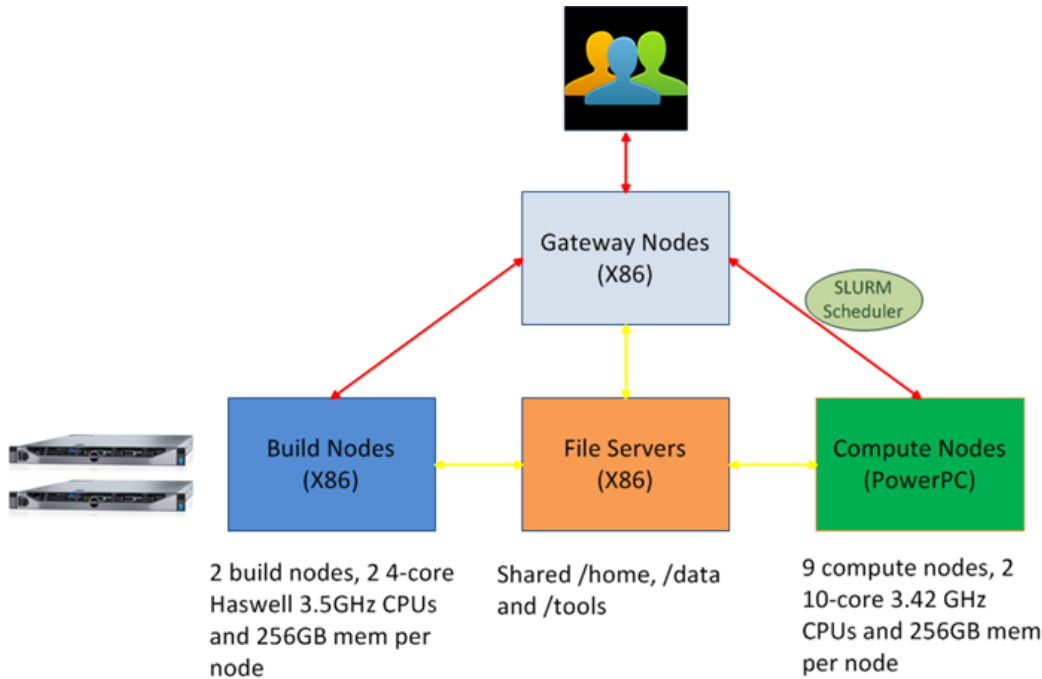 Gateway Nodes
(X86)
SLURM
Scheduler
Build Nodes
(X86)
File Servers
(X86)
Compute Nodes
(PowerPC)
2 build nodes, 2 4-core
Haswell 3.5GHz CPUs
and 256GB mem per
node
Shared /home, /data
and /tools
9 compute nodes, 2
10-core 3.42 GHz
CPUs and 256GB mem
per node